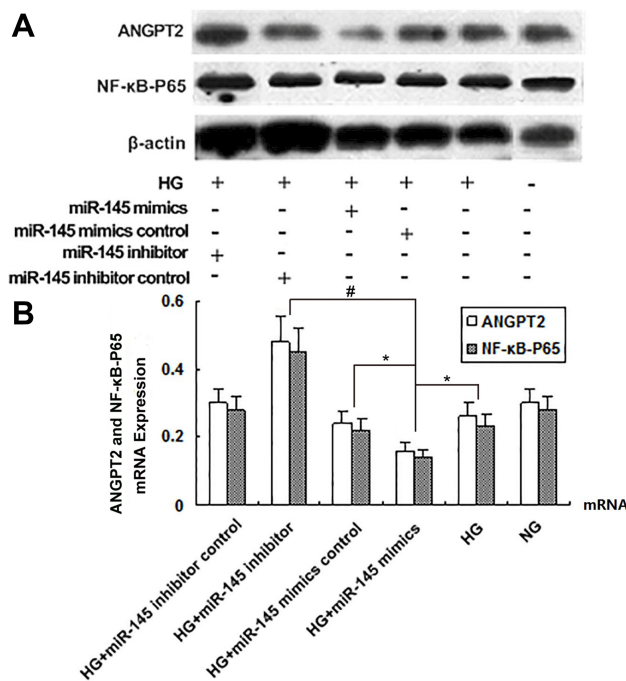 A
ANGPT2
NF-κB-P65
β-actin
HG + + + + + -
miR-145 mimics - - + - - -
miR-145 mimics control - - - + - -
miR-145 inhibitor + - - - - -
miR-145 inhibitor control - + - - - -
B
ANGPT2 and NF-κB-P65
mRNA Expression
0.6
0.4
0.2
0
#
*
*
ANGPT2
NF-κB-P65
mRNA
HG+miR-145 inhibitor control
HG+miR-145 inhibitor
HG+miR-145 mimics control
HG+miR-145 mimics
HG
NG